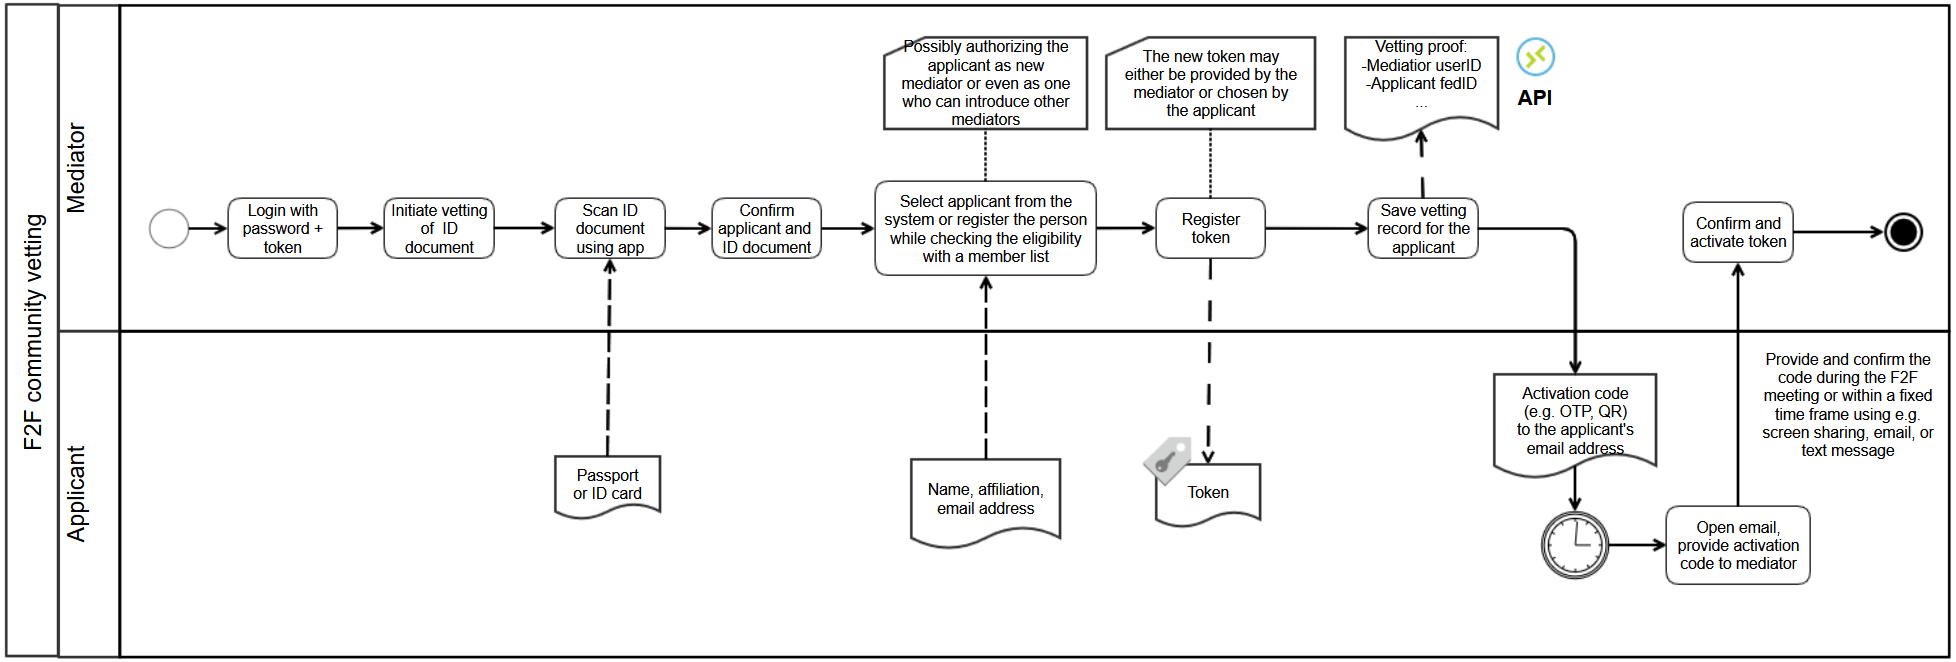 F2F community vetting
Mediator
Applicant
Possibly authorizing the
applicant as new
mediator or even as one
who can introduce other
mediators
The new token may
either be provided by the
mediator or chosen by
the applicant
Vetting proof:
-Mediatior userID
-Applicant fedID
...
API
Login with
password +
token
Initiate vetting
of ID
document
Scan ID
document
using app
Confirm
applicant and
ID document
Select applicant from the
system or register the person
while checking the eligibility
with a member list
Register
token
Save vetting
record for the
applicant
Confirm and
activate token
Passport
or ID card
Name, affiliation,
email address
Token
Activation code
(e.g. OTP, QR)
to the applicant's
email address
Open email,
provide activation
code to mediator
Provide and confirm the
code during the F2F
meeting or within a fixed
time frame using e.g.
screen sharing, email, or
text message